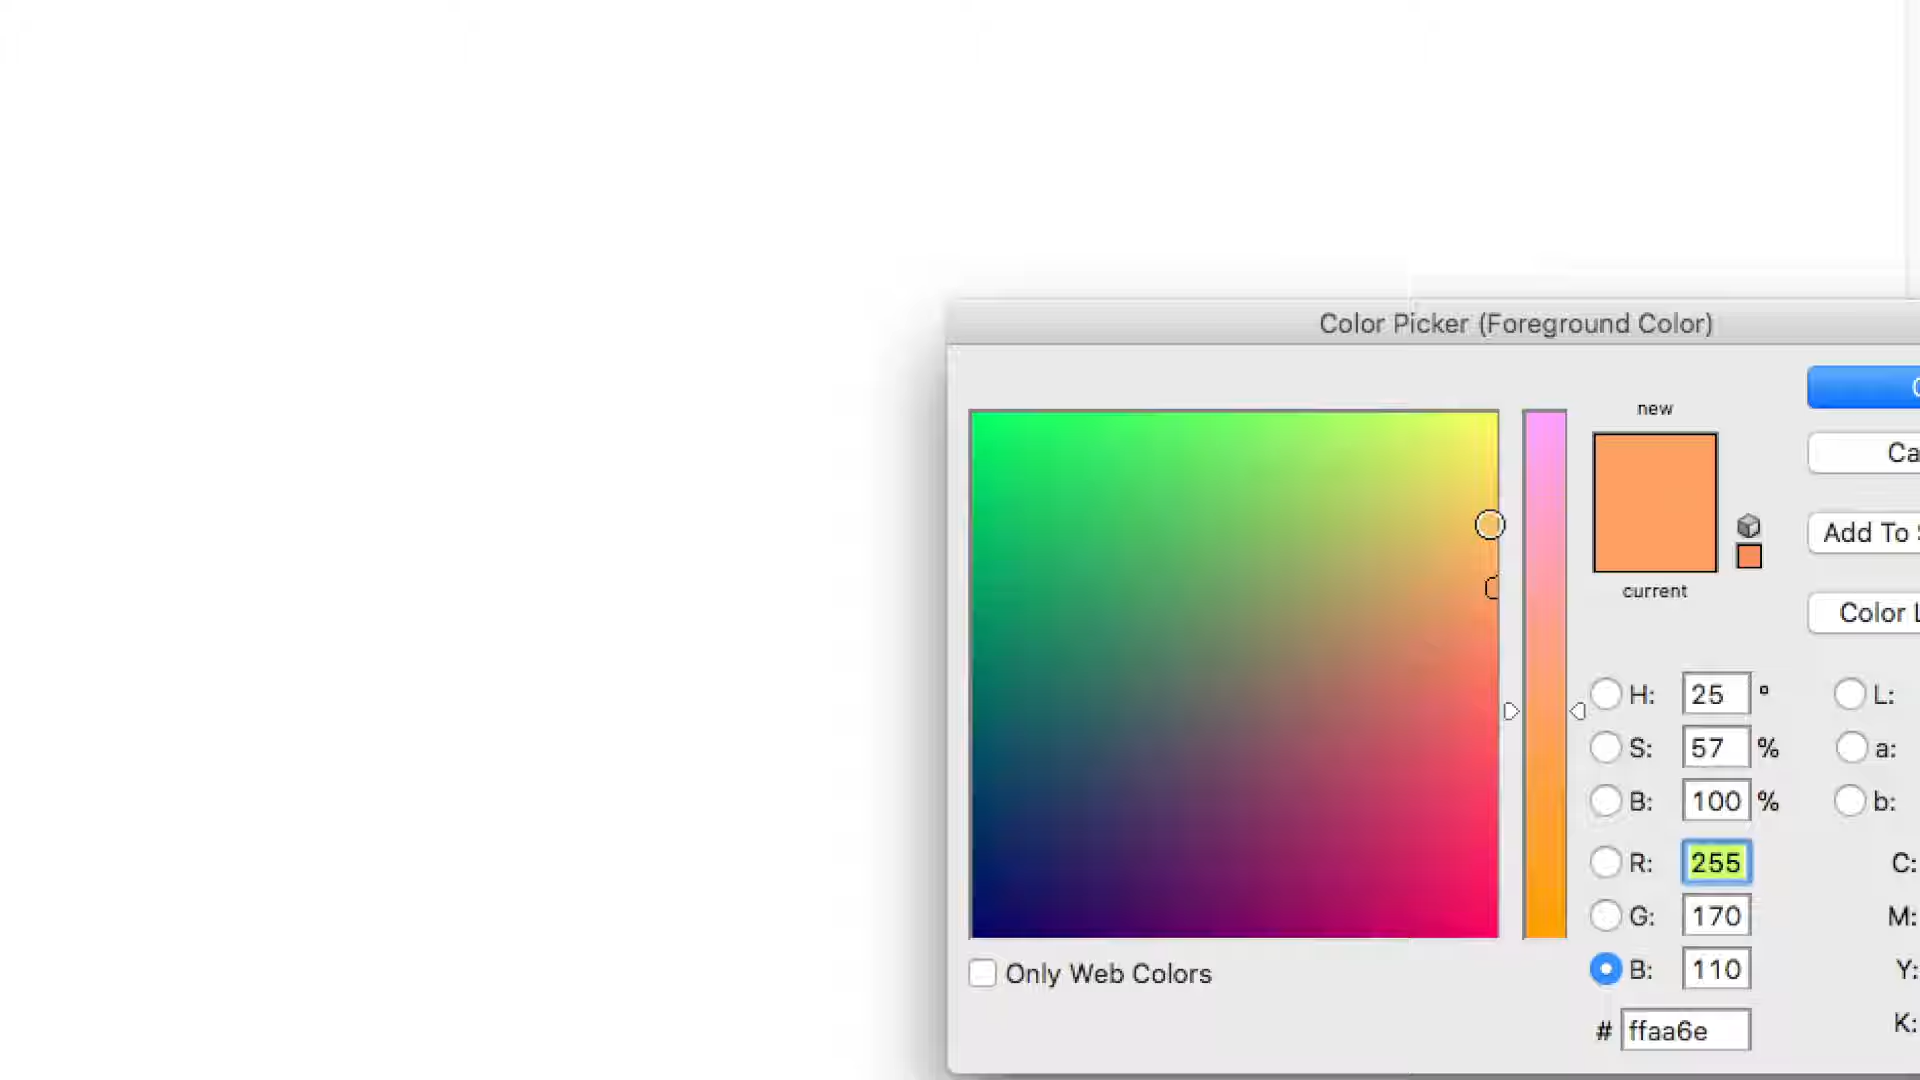 Color Picker (Foreground Color)
new
current
Add To
Color
H: 25 °
S: 57 %
B: 100 %
R: 255
G: 170
B: 110
# ffaa6e
L:
a:
b:
C:
M:
Y:
K:
Only Web Colors